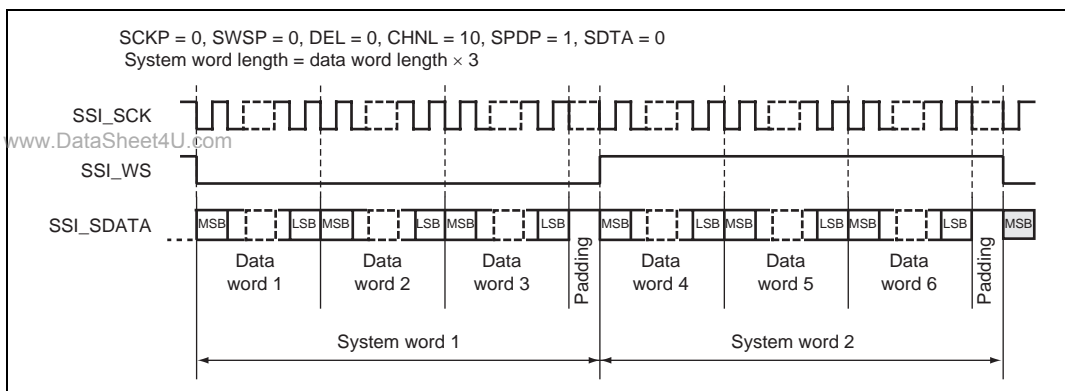 SCKP = 0, SWSP = 0, DEL = 0, CHNL = 10, SPDP = 1, SDTA = 0
System word length = data word length × 3
SSI_SCK
www.DataSheet4U.com
SSI_WS
SSI_SDATA
MSB LSB MSB LSB MSB LSB MSB LSB MSB LSB MSB LSB MSB
Data word 1
Data word 2
Data word 3
Padding
Data word 4
Data word 5
Data word 6
Padding
System word 1
System word 2